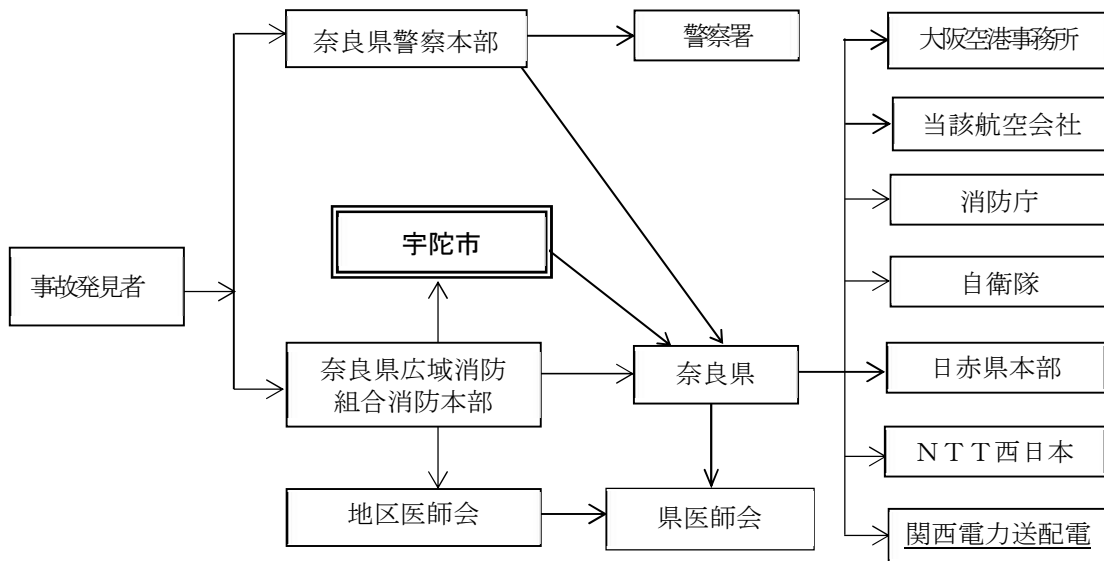 奈良県警察本部
警察署
大阪空港事務所
当該航空会社
消防庁
宇陀市
事故発見者
自衛隊
奈良県広域消防
組合消防本部
奈良県
日赤県本部
ＮＴＴ西日本
地区医師会
県医師会
関西電力送配電